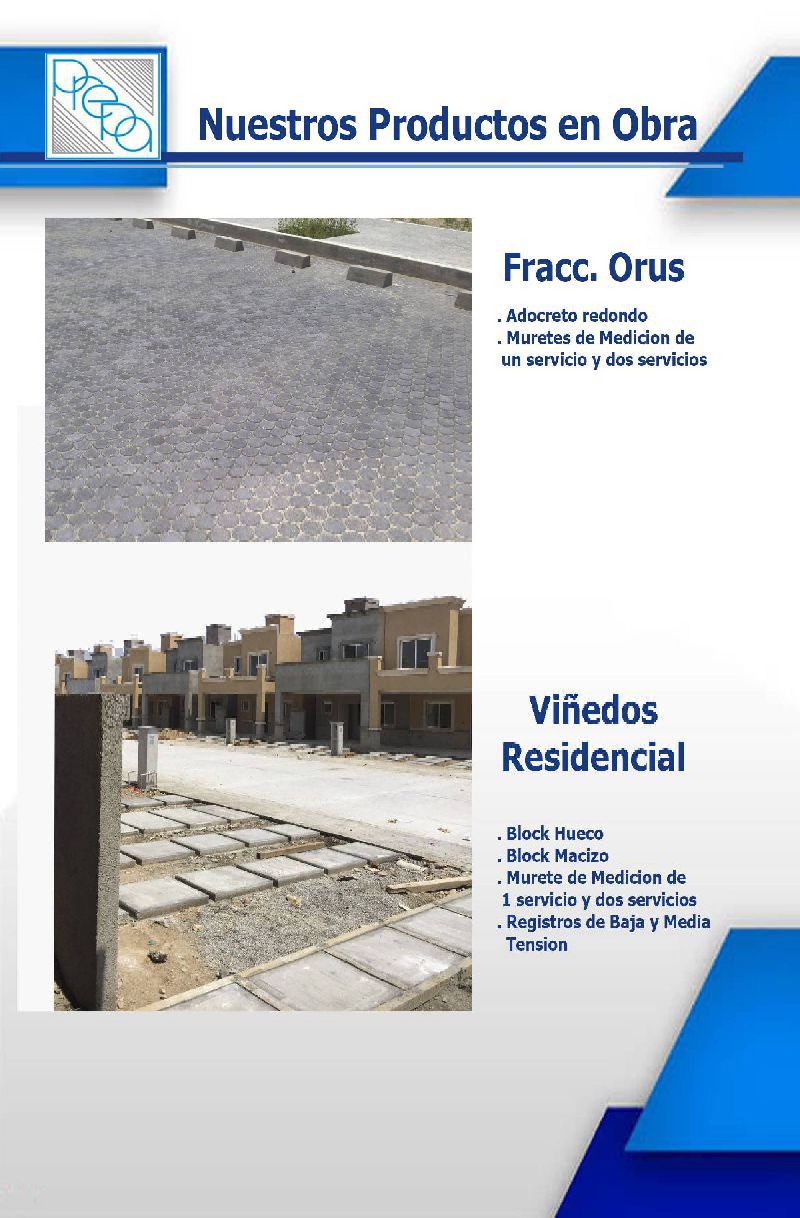 Prepa
Nuestros Productos en Obra
Fracc. Orus
. Adocreto redondo
. Muretes de Medicion de
un servicio y dos servicios
Viñedos
Residencial
. Block Hueco
. Block Macizo
. Murete de Medicion de
1 servicio y dos servicios
. Registros de Baja y Media
Tension